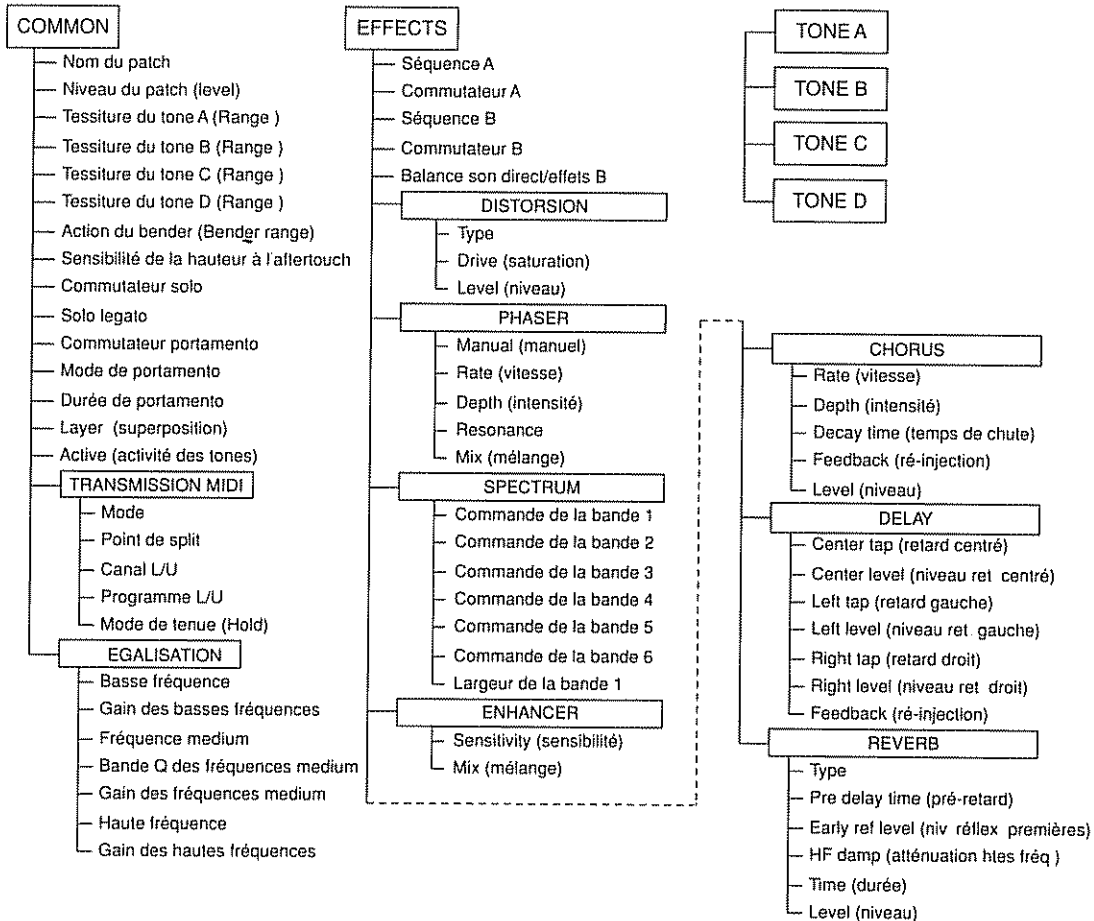 COMMON
Nom du patch
Niveau du patch (level)
Tessiture du tone A (Range )
Tessiture du tone B (Range )
Tessiture du tone C (Range )
Tessiture du tone D (Range )
Action du bender (Bender range)
Sensibilité de la hauteur à l'aftertouch
Commutateur solo
Solo legato
Commutateur portamento
Mode de portamento
Durée de portamento
Layer (superposition)
Active (activité des tones)
TRANSMISSION MIDI
Mode
Point de split
Canal L/U
Programme L/U
Mode de tenue (Hold)
EGALISATION
Basse fréquence
Gain des basses fréquences
Fréquence medium
Bande Q des fréquences medium
Gain des fréquences medium
Haute fréquence
Gain des hautes fréquences
EFFECTS
Séquence A
Commutateur A
Séquence B
Commutateur B
Balance son direct/effets B
DISTORSION
Type
Drive (saturation)
Level (niveau)
PHASER
Manual (manuel)
Rate (vitesse)
Depth (intensité)
Resonance
Mix (mélange)
SPECTRUM
Commande de la bande 1
Commande de la bande 2
Commande de la bande 3
Commande de la bande 4
Commande de la bande 5
Commande de la bande 6
Largeur de la bande 1
ENHANCER
Sensitivity (sensibilité)
Mix (mélange)
TONE A
TONE B
TONE C
TONE D
CHORUS
Rate (vitesse)
Depth (intensité)
Decay time (temps de chute)
Feedback (ré-injection)
Level (niveau)
DELAY
Center tap (retard centré)
Center level (niveau ret centré)
Left tap (retard gauche)
Left level (niveau ret. gauche)
Right tap (retard droit)
Right level (niveau ret droit)
Feedback (ré-injection)
REVERB
Type
Pre delay time (pré-retard)
Early ref level (niv réflex premières)
HF damp (atténuation htes fréq )
Time (durée)
Level (niveau)